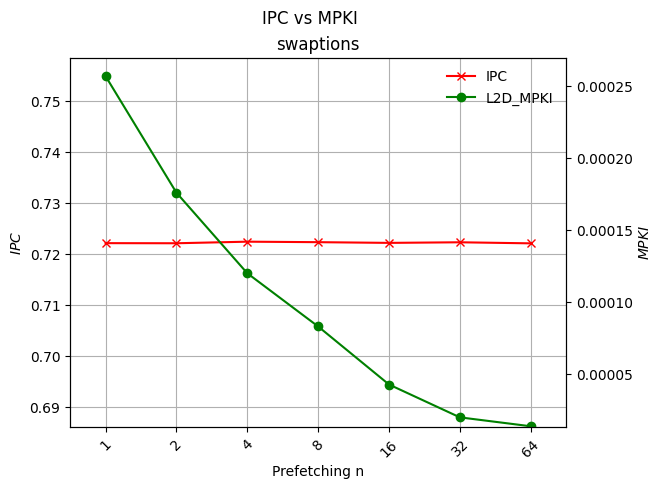 IPC vs MPKI
swaptions
IPC
L2D_MPKI
0.75
0.74
0.73
0.72
0.71
0.70
0.69
IPC
0.00025
0.00020
0.00015
0.00010
0.00005
MPKI
1
2
4
8
16
32
64
Prefetching n